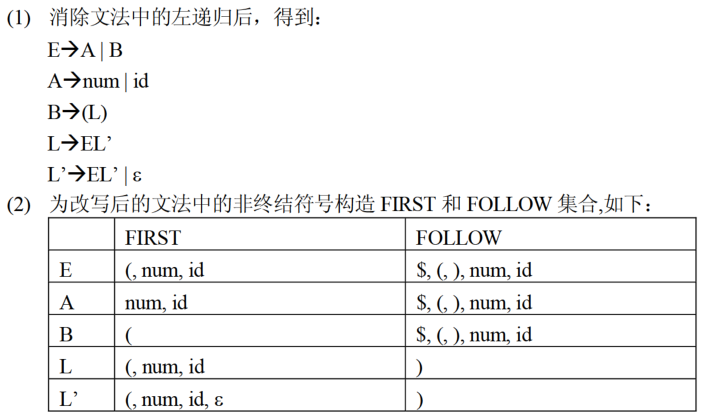 (1) 消除文法中的左递归后，得到：
E→A | B
A→num | id
B→(L)
L→EL’
L’→EL’ | ε
(2) 为改写后的文法中的非终结符号构造 FIRST 和 FOLLOW 集合,如下：
FIRST FOLLOW
E (, num, id $, (, ), num, id
A num, id $, (, ), num, id
B ( $, (, ), num, id
L (, num, id )
L’ (, num, id, ε )